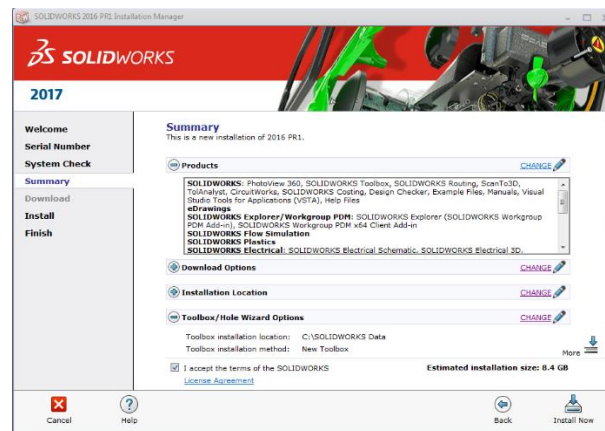 SOLIDWORKS 2016 PR1 Installation Manager
SOLIDWORKS
2017
Welcome
Serial Number
System Check
Summary
Download
Install
Finish
Summary
This is a new installation of 2016 PR1.
Products
CHANGE
SOLIDWORKS: PhotoView 360, SOLIDWORKS Toolbox, SOLIDWORKS Routing, ScanTo3D,
TolAnalyst, CircuitWorks, SOLIDWORKS Costing, Design Checker, Example Files, Manuals, Visual
Studio Tools for Applications (VSTA), Help Files
eDrawings
SOLIDWORKS Explorer/Workgroup PDM: SOLIDWORKS Explorer (SOLIDWORKS Workgroup
PDM Add-in), SOLIDWORKS Workgroup PDM x64 Client Add-in
SOLIDWORKS Flow Simulation
SOLIDWORKS Plastics
SOLIDWORKS Electrical: SOLIDWORKS Electrical Schematic, SOLIDWORKS Electrical 3D,
Download Options
CHANGE
Installation Location
CHANGE
Toolbox/Hole Wizard Options
CHANGE
Toolbox installation location: C:\SOLIDWORKS Data
Toolbox installation method: New Toolbox
More
I accept the terms of the SOLIDWORKS
Estimated installation size: 8.4 GB
License Agreement
Cancel
Help
Back
Install Now